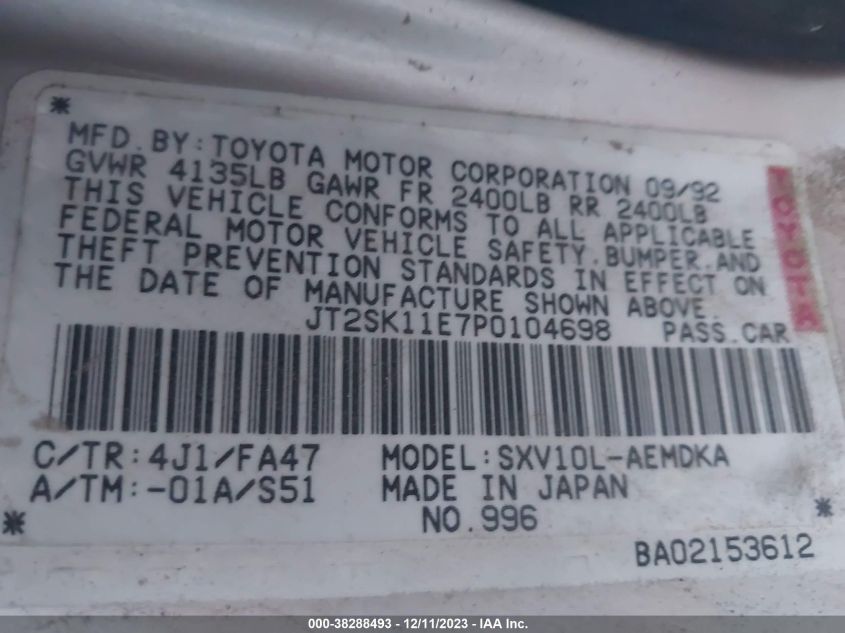 MFD. BY: TOYOTA MOTOR CORPORATION 09/92
GVWR 4135LB GAWR FR 2400LB RR 2400LB
THIS VEHICLE CONFORMS TO ALL APPLICABLE
FEDERAL MOTOR VEHICLE SAFETY, BUMPER, AND
THEFT PREVENTION STANDARDS IN EFFECT ON
THE DATE OF MANUFACTURE SHOWN ABOVE.
JT2SK11E7P0104698 PASS. CAR
TOYOTA
C/TR: 4J1/FA47 MODEL: SXV10L-AEMDKA
A/TM: -01A/S51 MADE IN JAPAN
NO. 996
BA02153612
000-38288493 - 12/11/2023 - IAA Inc.